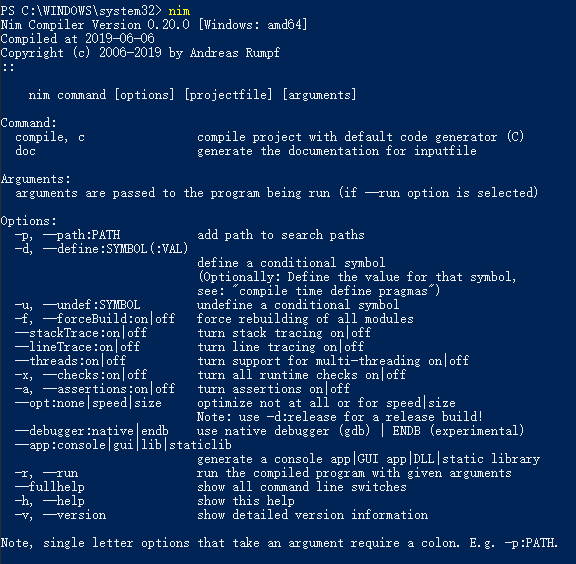 PS C:\WINDOWS\system32> nim
Nim Compiler Version 0.20.0 [Windows: amd64]
Compiled at 2019-06-06
Copyright (c) 2006-2019 by Andreas Rumpf
::
    nim command [options] [projectfile] [arguments]
Command:
  compile, c                compile project with default code generator (C)
  doc                       generate the documentation for inputfile
Arguments:
  arguments are passed to the program being run (if --run option is selected)
Options:
  -p, --path:PATH           add path to search paths
  -d, --define:SYMBOL(:VAL)
                            define a conditional symbol
                            (Optionally: Define the value for that symbol,
                            see: "compile time define pragmas")
  -u, --undef:SYMBOL        undefine a conditional symbol
  -f, --forceBuild:on|off   force rebuilding of all modules
  --stackTrace:on|off       turn stack tracing on|off
  --lineTrace:on|off        turn line tracing on|off
  --threads:on|off          turn support for multi-threading on|off
  -x, --checks:on|off       turn all runtime checks on|off
  -a, --assertions:on|off   turn assertions on|off
  --opt:none|speed|size     optimize not at all or for speed|size
                            Note: use -d:release for a release build!
  --debugger:native|endb    use native debugger (gdb) | ENDB (experimental)
  --app:console|gui|lib|staticlib
                            generate a console app|GUI app|DLL|static library
  -r, --run                 run the compiled program with given arguments
  --fullhelp                show all command line switches
  -h, --help                show this help
  -v, --version             show detailed version information
Note, single letter options that take an argument require a colon. E.g. -p:PATH.